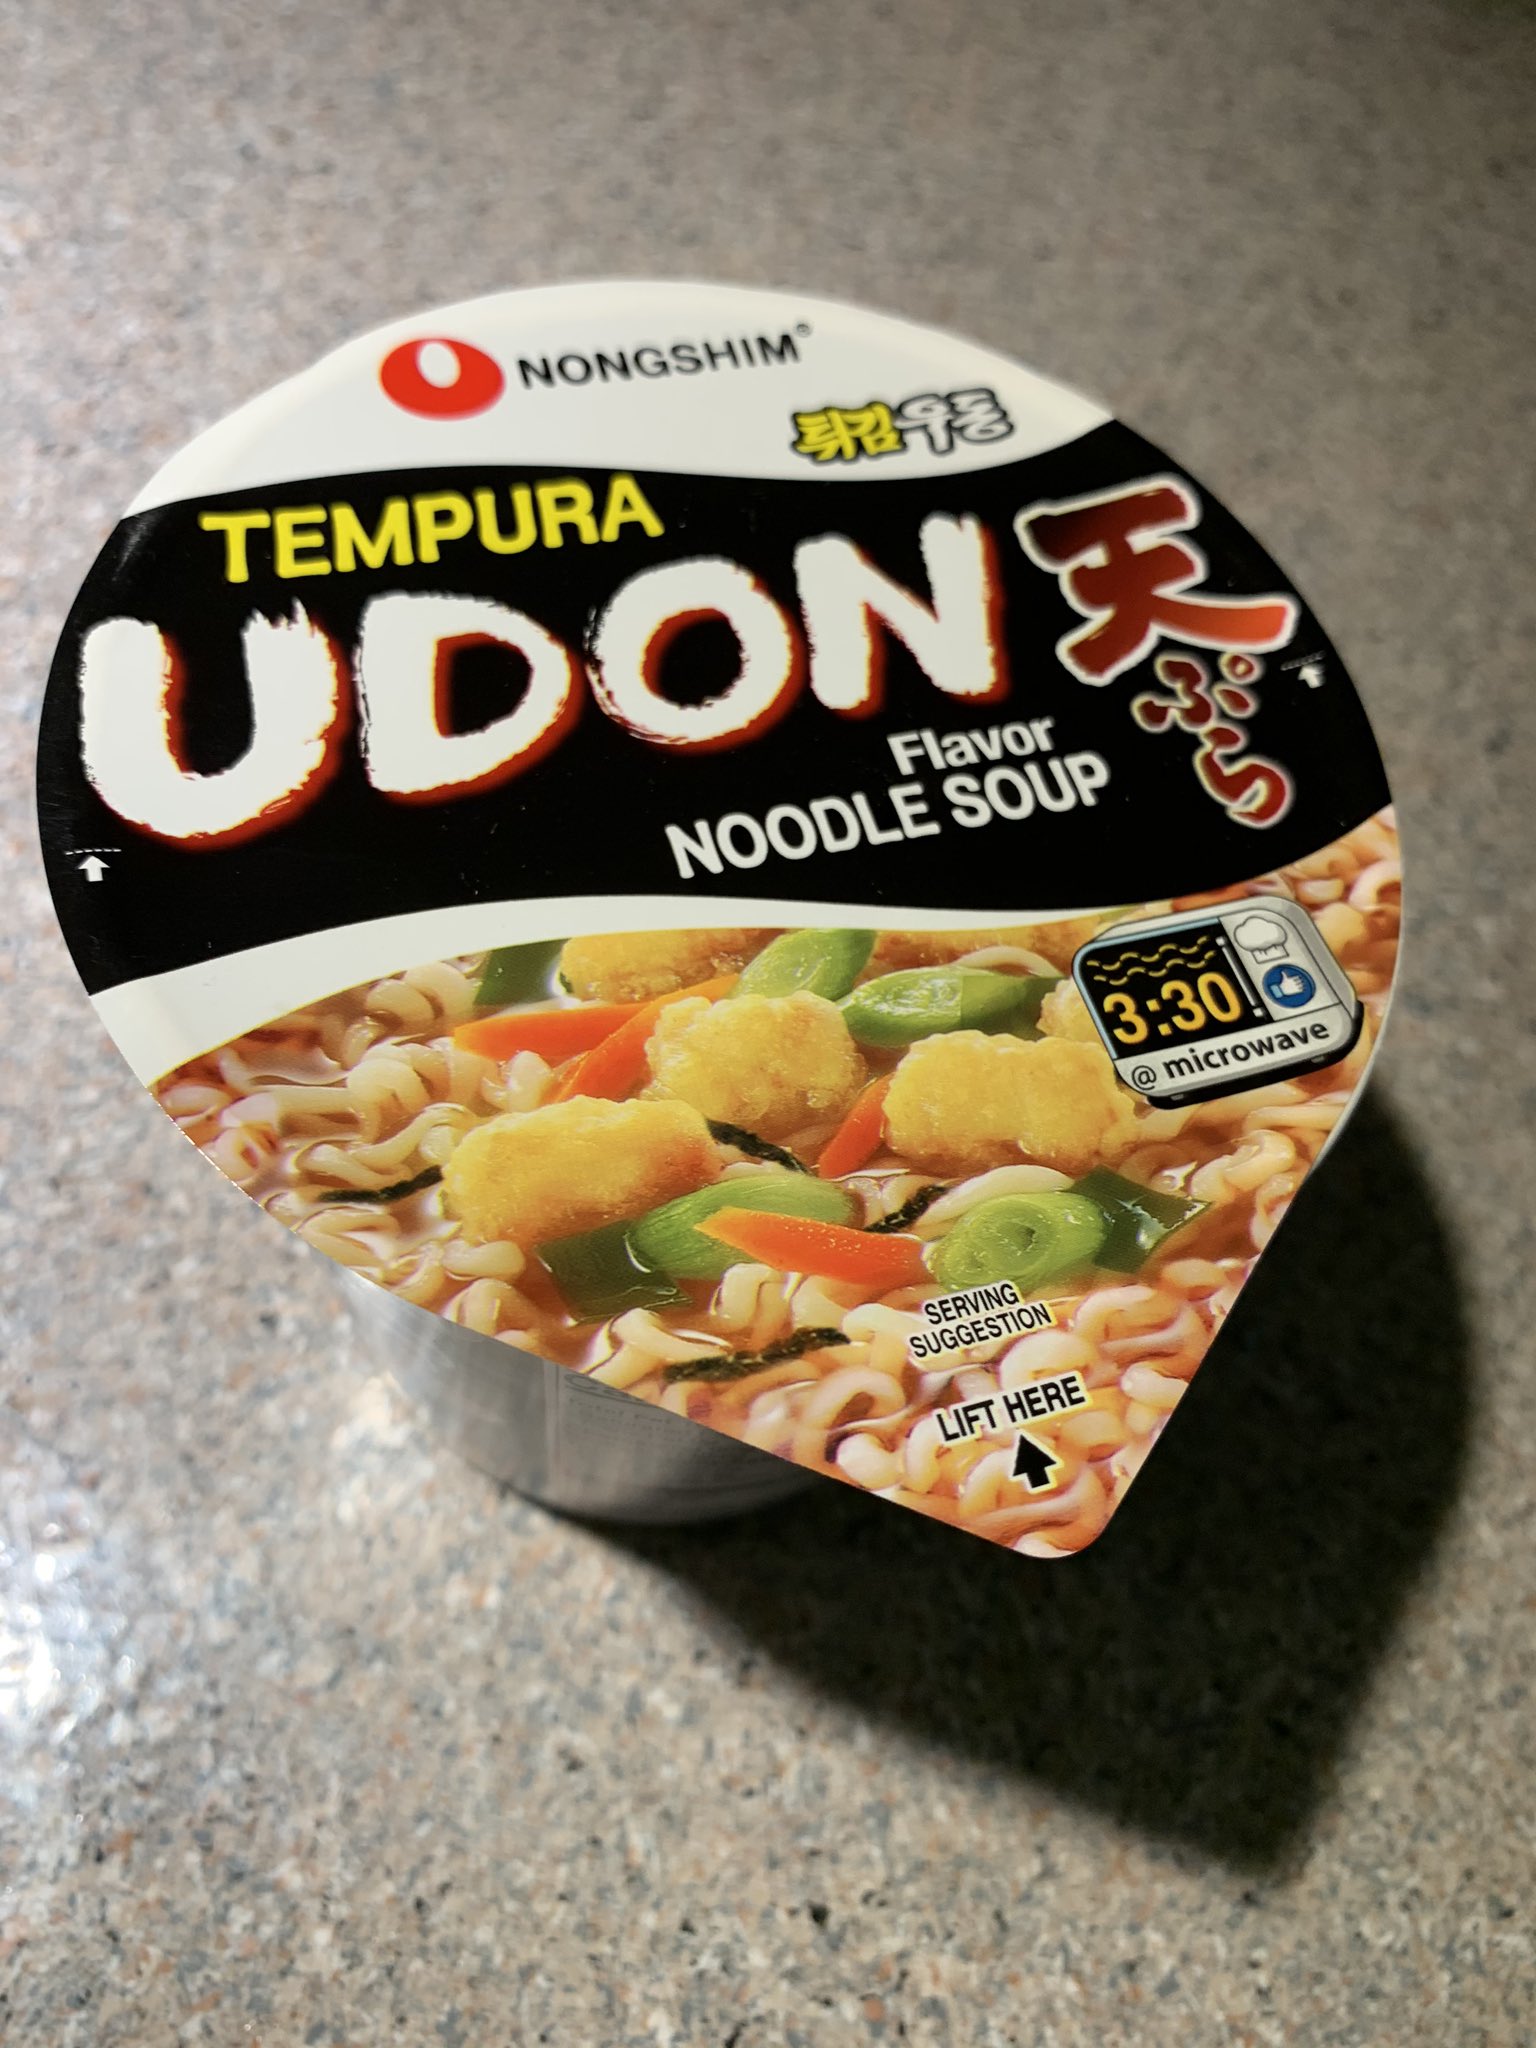 NONGSHIM®
튀김우동
TEMPURA
UDON
天ぷら
Flavor
NOODLE SOUP
3:30
@ microwave
SERVING
SUGGESTION
LIFT HERE